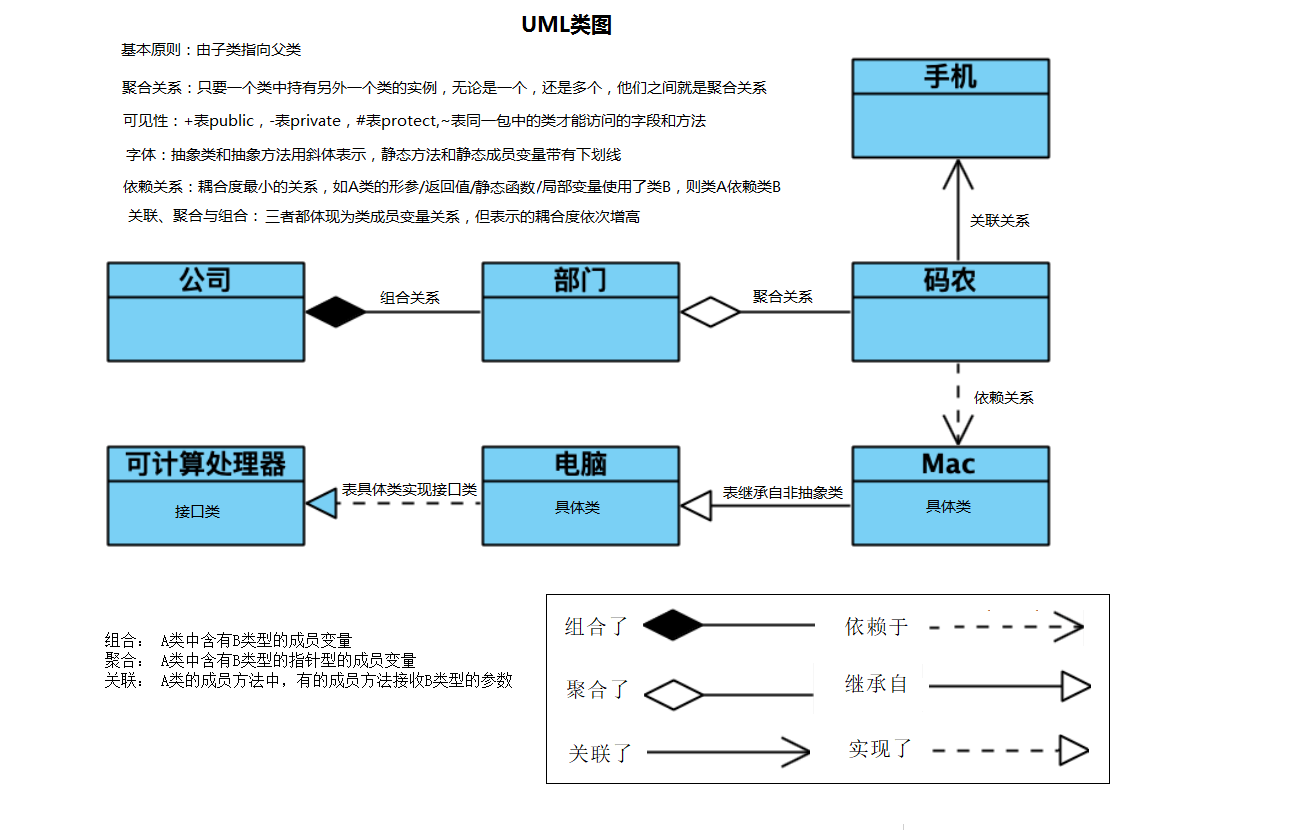 UML类图
基本原则：由子类指向父类
聚合关系：只要一个类中持有另外一个类的实例，无论是一个，还是多个，他们之间就是聚合关系
可见性：+表public，-表private，#表protect,~表同一包中的类才能访问的字段和方法
字体：抽象类和抽象方法用斜体表示，静态方法和静态成员变量带有下划线
依赖关系：耦合度最小的关系，如A类的形参/返回值/静态函数/局部变量使用了类B，则类A依赖类B
关联、聚合与组合：三者都体现为类成员变量关系，但表示的耦合度依次增高
手机
关联关系
公司
组合关系
部门
聚合关系
码农
依赖关系
可计算处理器
接口类
表具体类实现接口类
电脑
具体类
表继承自非抽象类
Mac
具体类
组合： A类中含有B类型的成员变量
聚合： A类中含有B类型的指针型的成员变量
关联： A类的成员方法中，有的成员方法接收B类型的参数
组合了
依赖于
聚合了
继承自
关联了
实现了